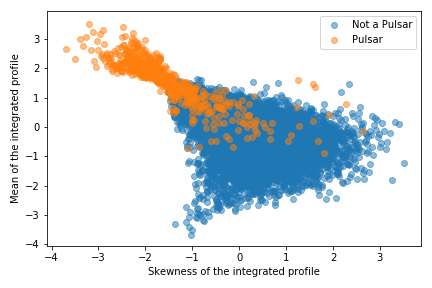 Not a Pulsar
Pulsar
3
2
1
0
−1
−2
−3
−4
Mean of the integrated profile
−4 −3 −2 −1 0 1 2 3
Skewness of the integrated profile